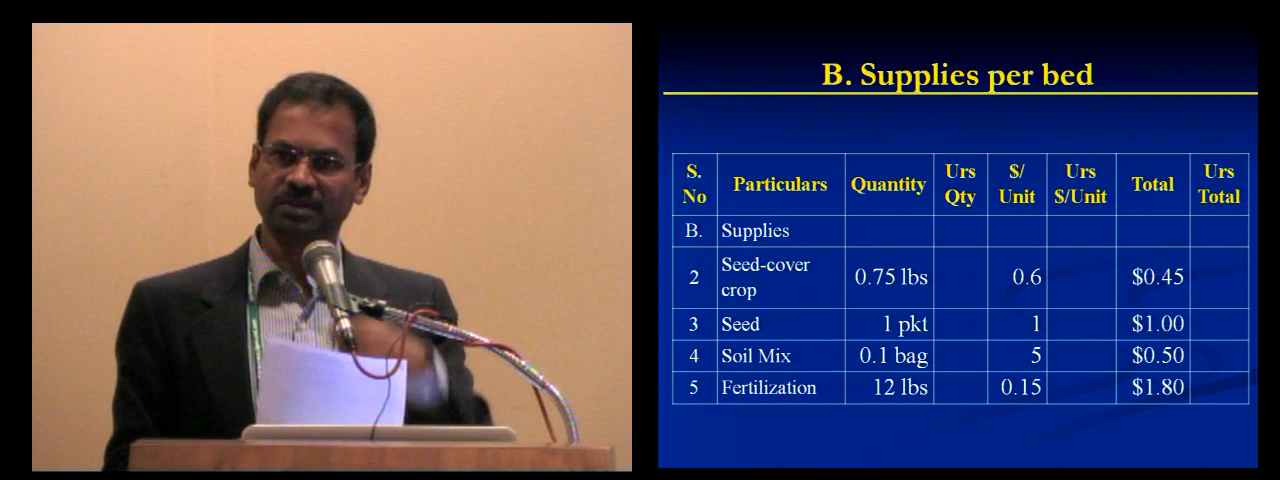 B. Supplies per bed
S. No | Particulars | Quantity | Urs Qty | $/ Unit | Urs $/Unit | Total | Urs Total
B. | Supplies
2 | Seed-cover crop | 0.75 lbs | 0.6 | $0.45
3 | Seed | 1 pkt | 1 | $1.00
4 | Soil Mix | 0.1 bag | 5 | $0.50
5 | Fertilization | 12 lbs | 0.15 | $1.80